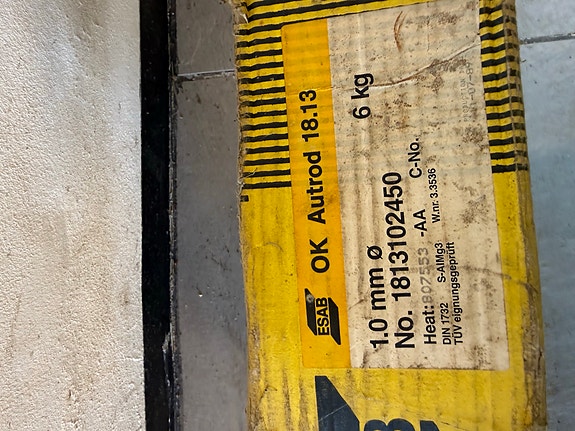 ESAB
OK Autrod 18.13
1.0 mm ø 6 kg
No. 1813102450
Heat: 807553 -AA C-No.
DIN 1732 S-AlMg3 W.nr. 3.3536
TÜV eignungsgeprüft